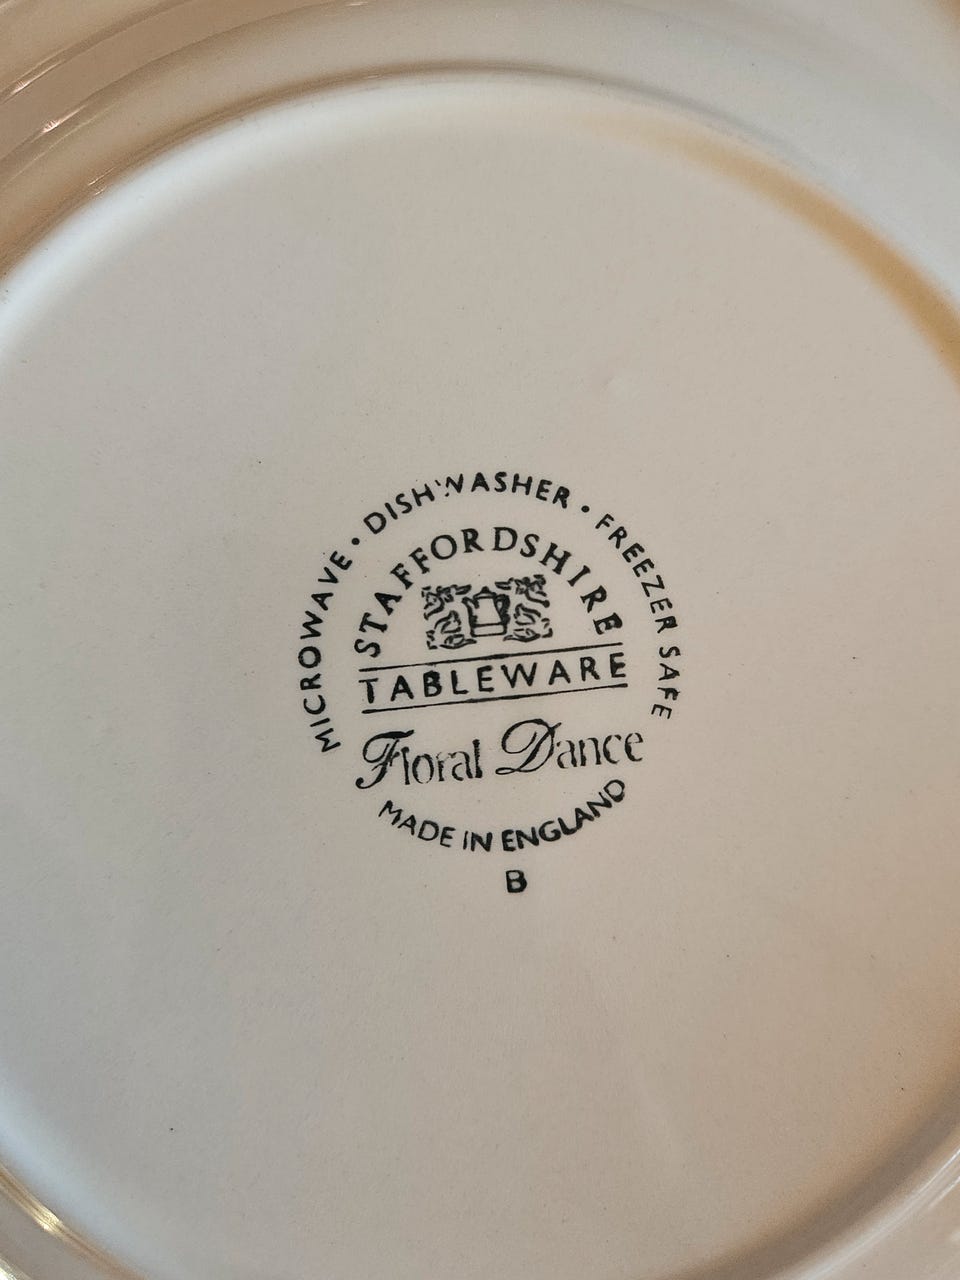 MICROWAVE • DISHWASHER • FREEZER SAFE
STAFFORDSHIRE
TABLEWARE
Floral Dance
MADE IN ENGLAND
B